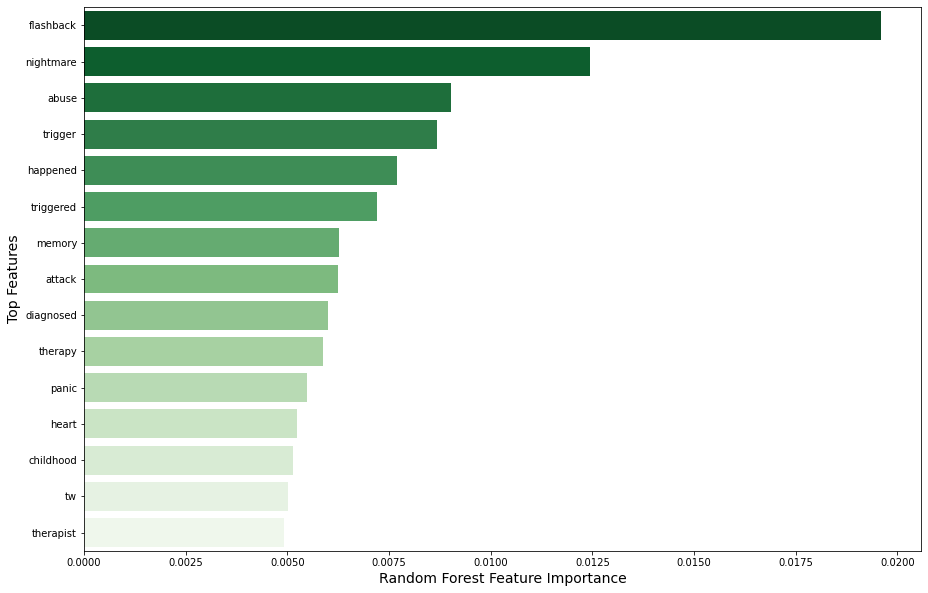 flashback
nightmare
abuse
trigger
happened
triggered
memory
attack
diagnosed
therapy
panic
heart
childhood
tw
therapist
Top Features
0.0000 0.0025 0.0050 0.0075 0.0100 0.0125 0.0150 0.0175 0.0200
Random Forest Feature Importance